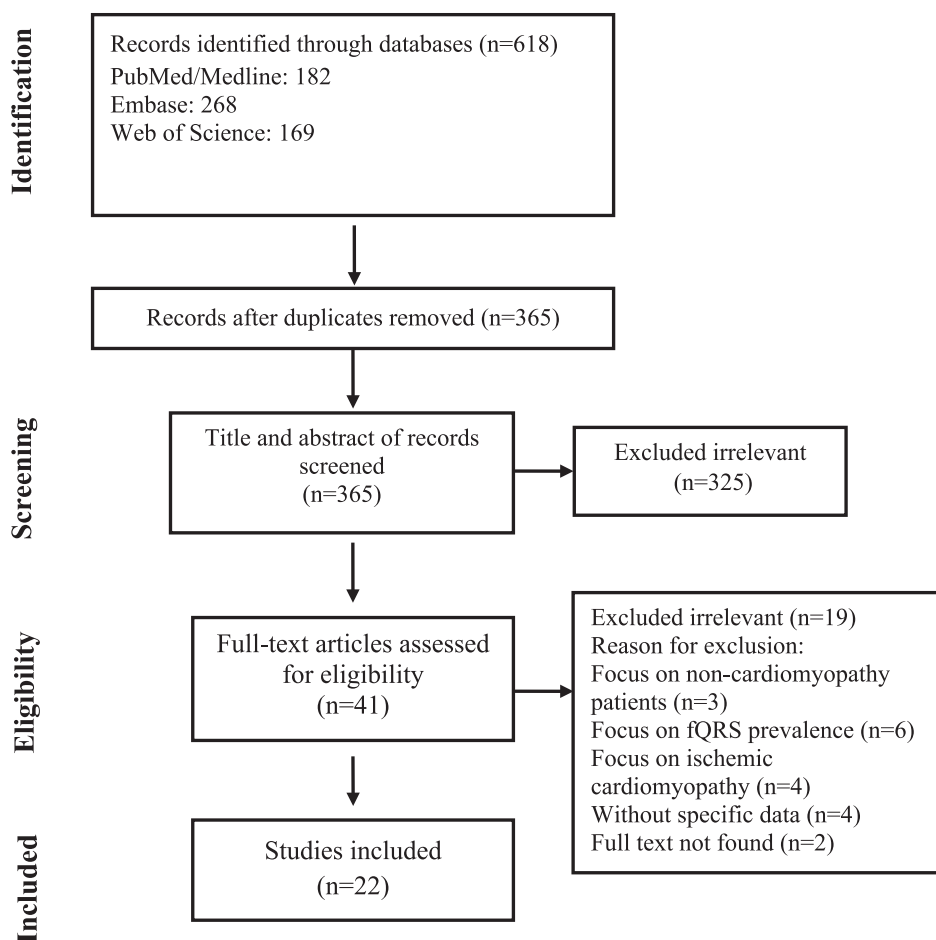 Identification
Records identified through databases (n=618)
PubMed/Medline: 182
Embase: 268
Web of Science: 169
Records after duplicates removed (n=365)
Screening
Title and abstract of records
screened
(n=365)
Excluded irrelevant
(n=325)
Eligibility
Full-text articles assessed
for eligibility
(n=41)
Excluded irrelevant (n=19)
Reason for exclusion:
Focus on non-cardiomyopathy
patients (n=3)
Focus on fQRS prevalence (n=6)
Focus on ischemic
cardiomyopathy (n=4)
Without specific data (n=4)
Full text not found (n=2)
Included
Studies included
(n=22)